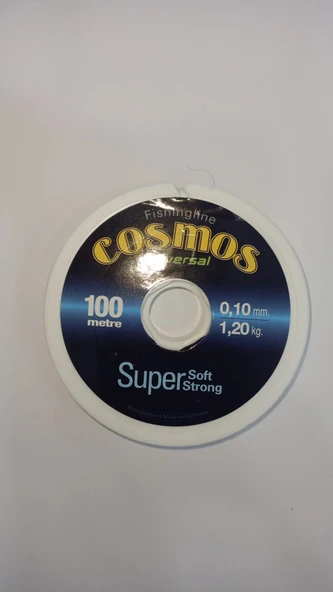 Fishingline
cosmos
versal
100
metre
0,10 mm.
1,20 kg.
Super Soft
Strong